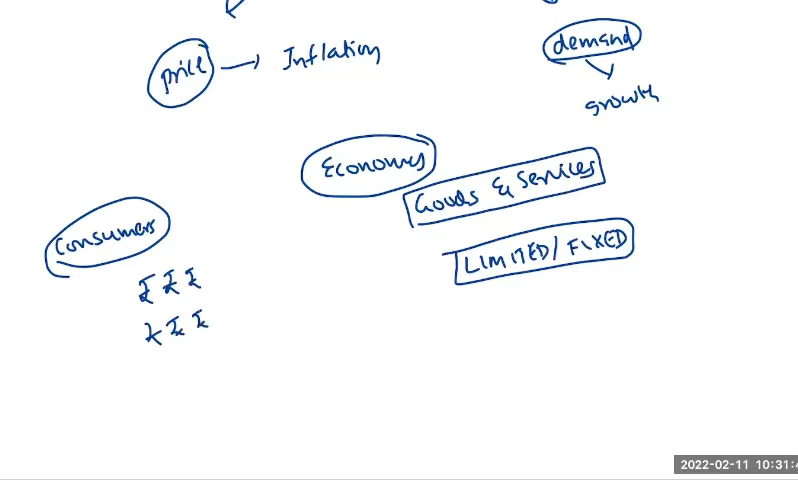 price → Inflation
demand
growth
Economy
Goods & Services
Consumers
LIMITED/FIXED
₹ ₹ ₹
₹ ₹ ₹
2022-02-11 10:31:4